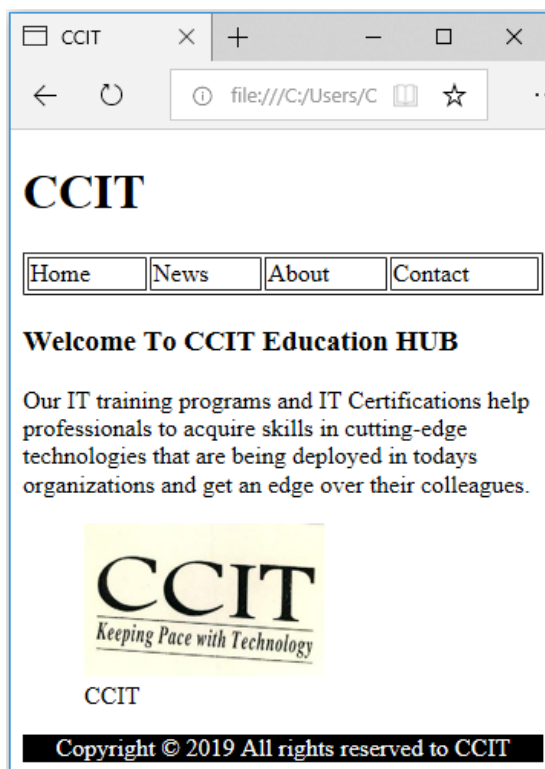 CCIT
file:///C:/Users/C
CCIT
Home News About Contact
Welcome To CCIT Education HUB
Our IT training programs and IT Certifications help
professionals to acquire skills in cutting-edge
technologies that are being deployed in todays
organizations and get an edge over their colleagues.
CCIT
Keeping Pace with Technology
CCIT
Copyright © 2019 All rights reserved to CCIT